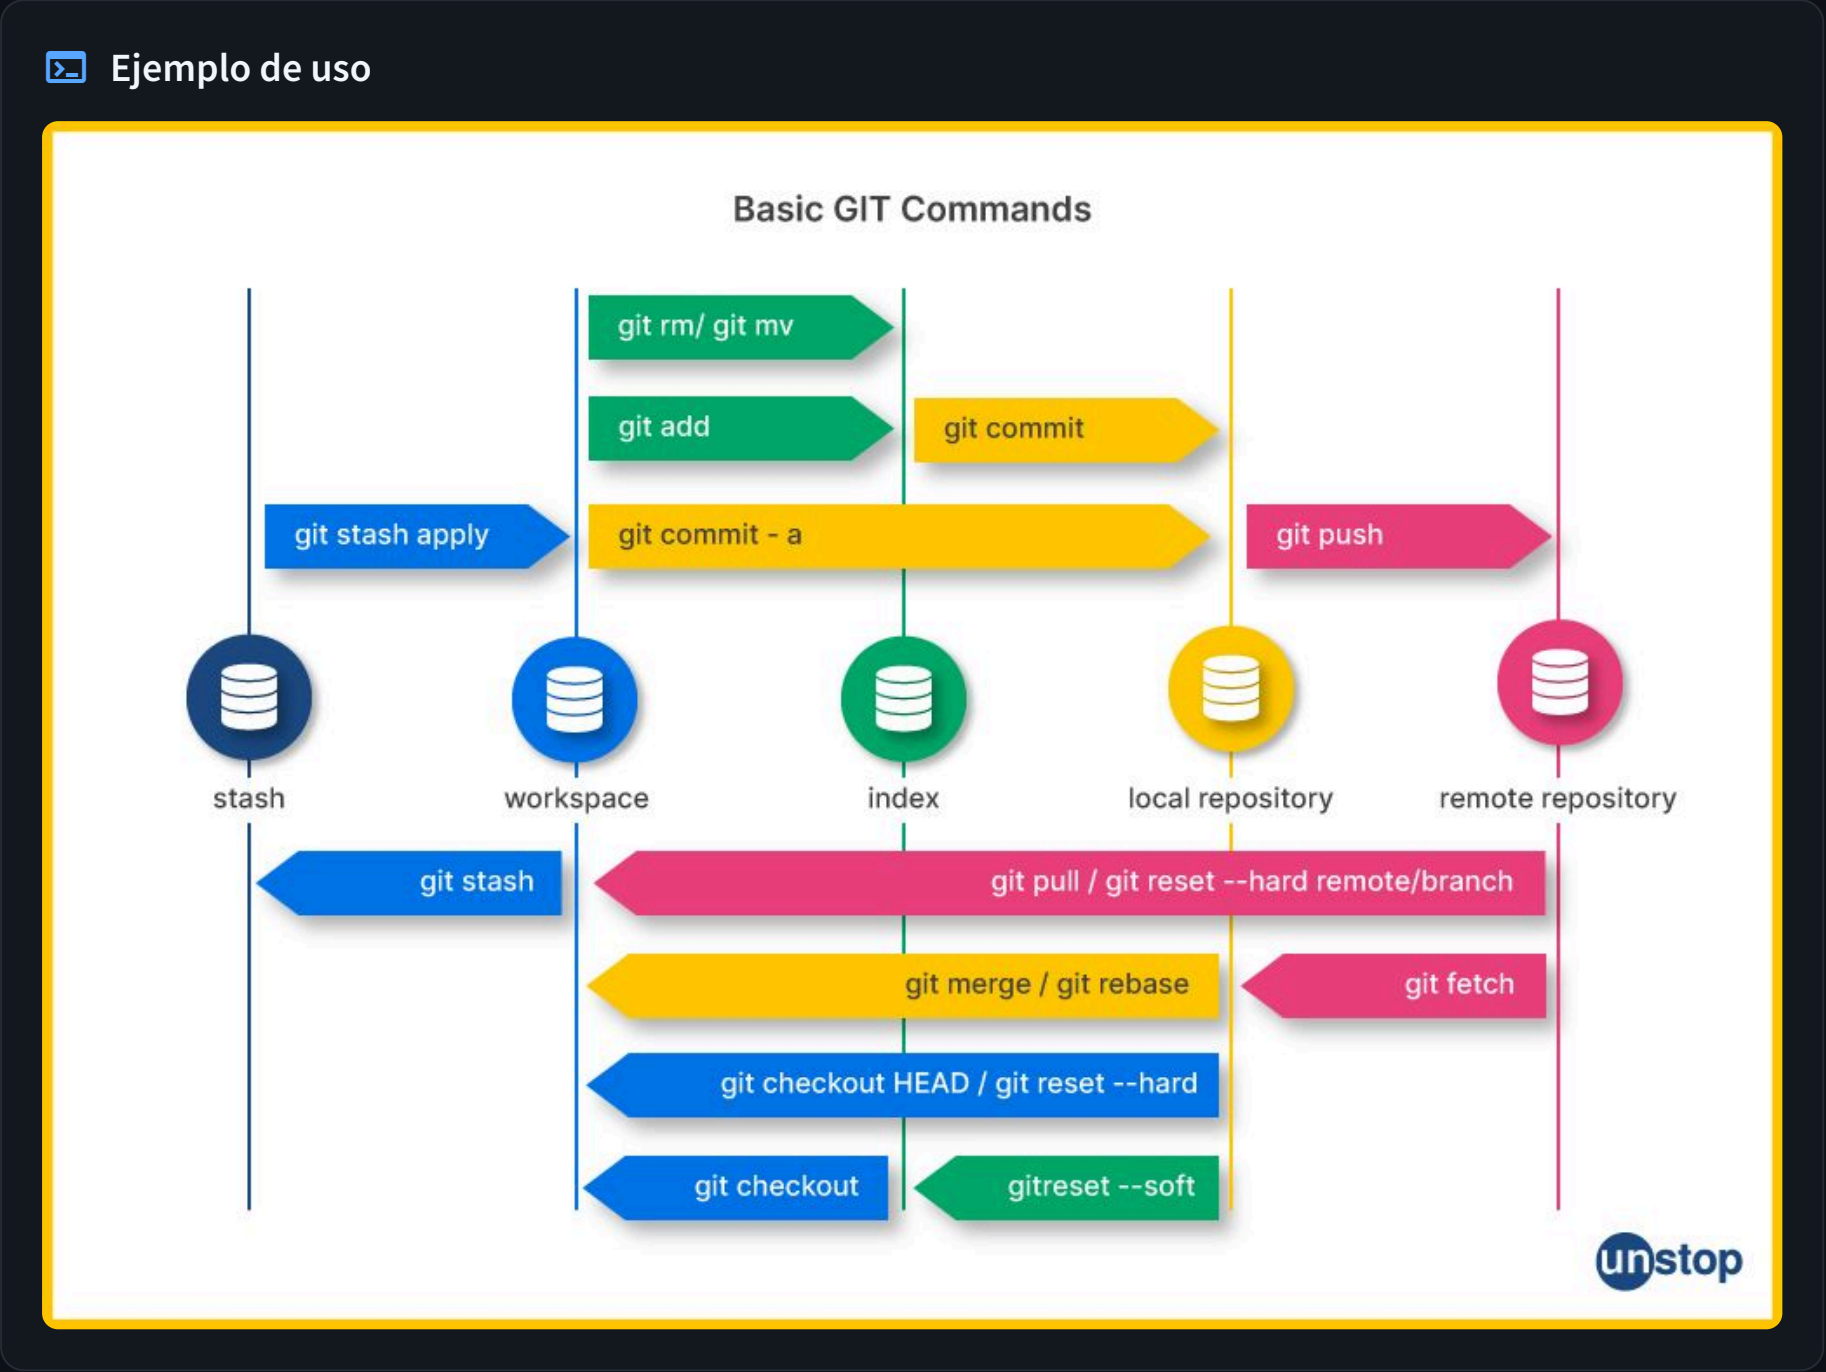 Ejemplo de uso
Basic GIT Commands
git rm/ git mv
git add
git commit
git stash apply
git commit - a
git push
stash
workspace
index
local repository
remote repository
git stash
git pull / git reset --hard remote/branch
git merge / git rebase
git fetch
git checkout HEAD / git reset --hard
git checkout
gitreset --soft
unstop